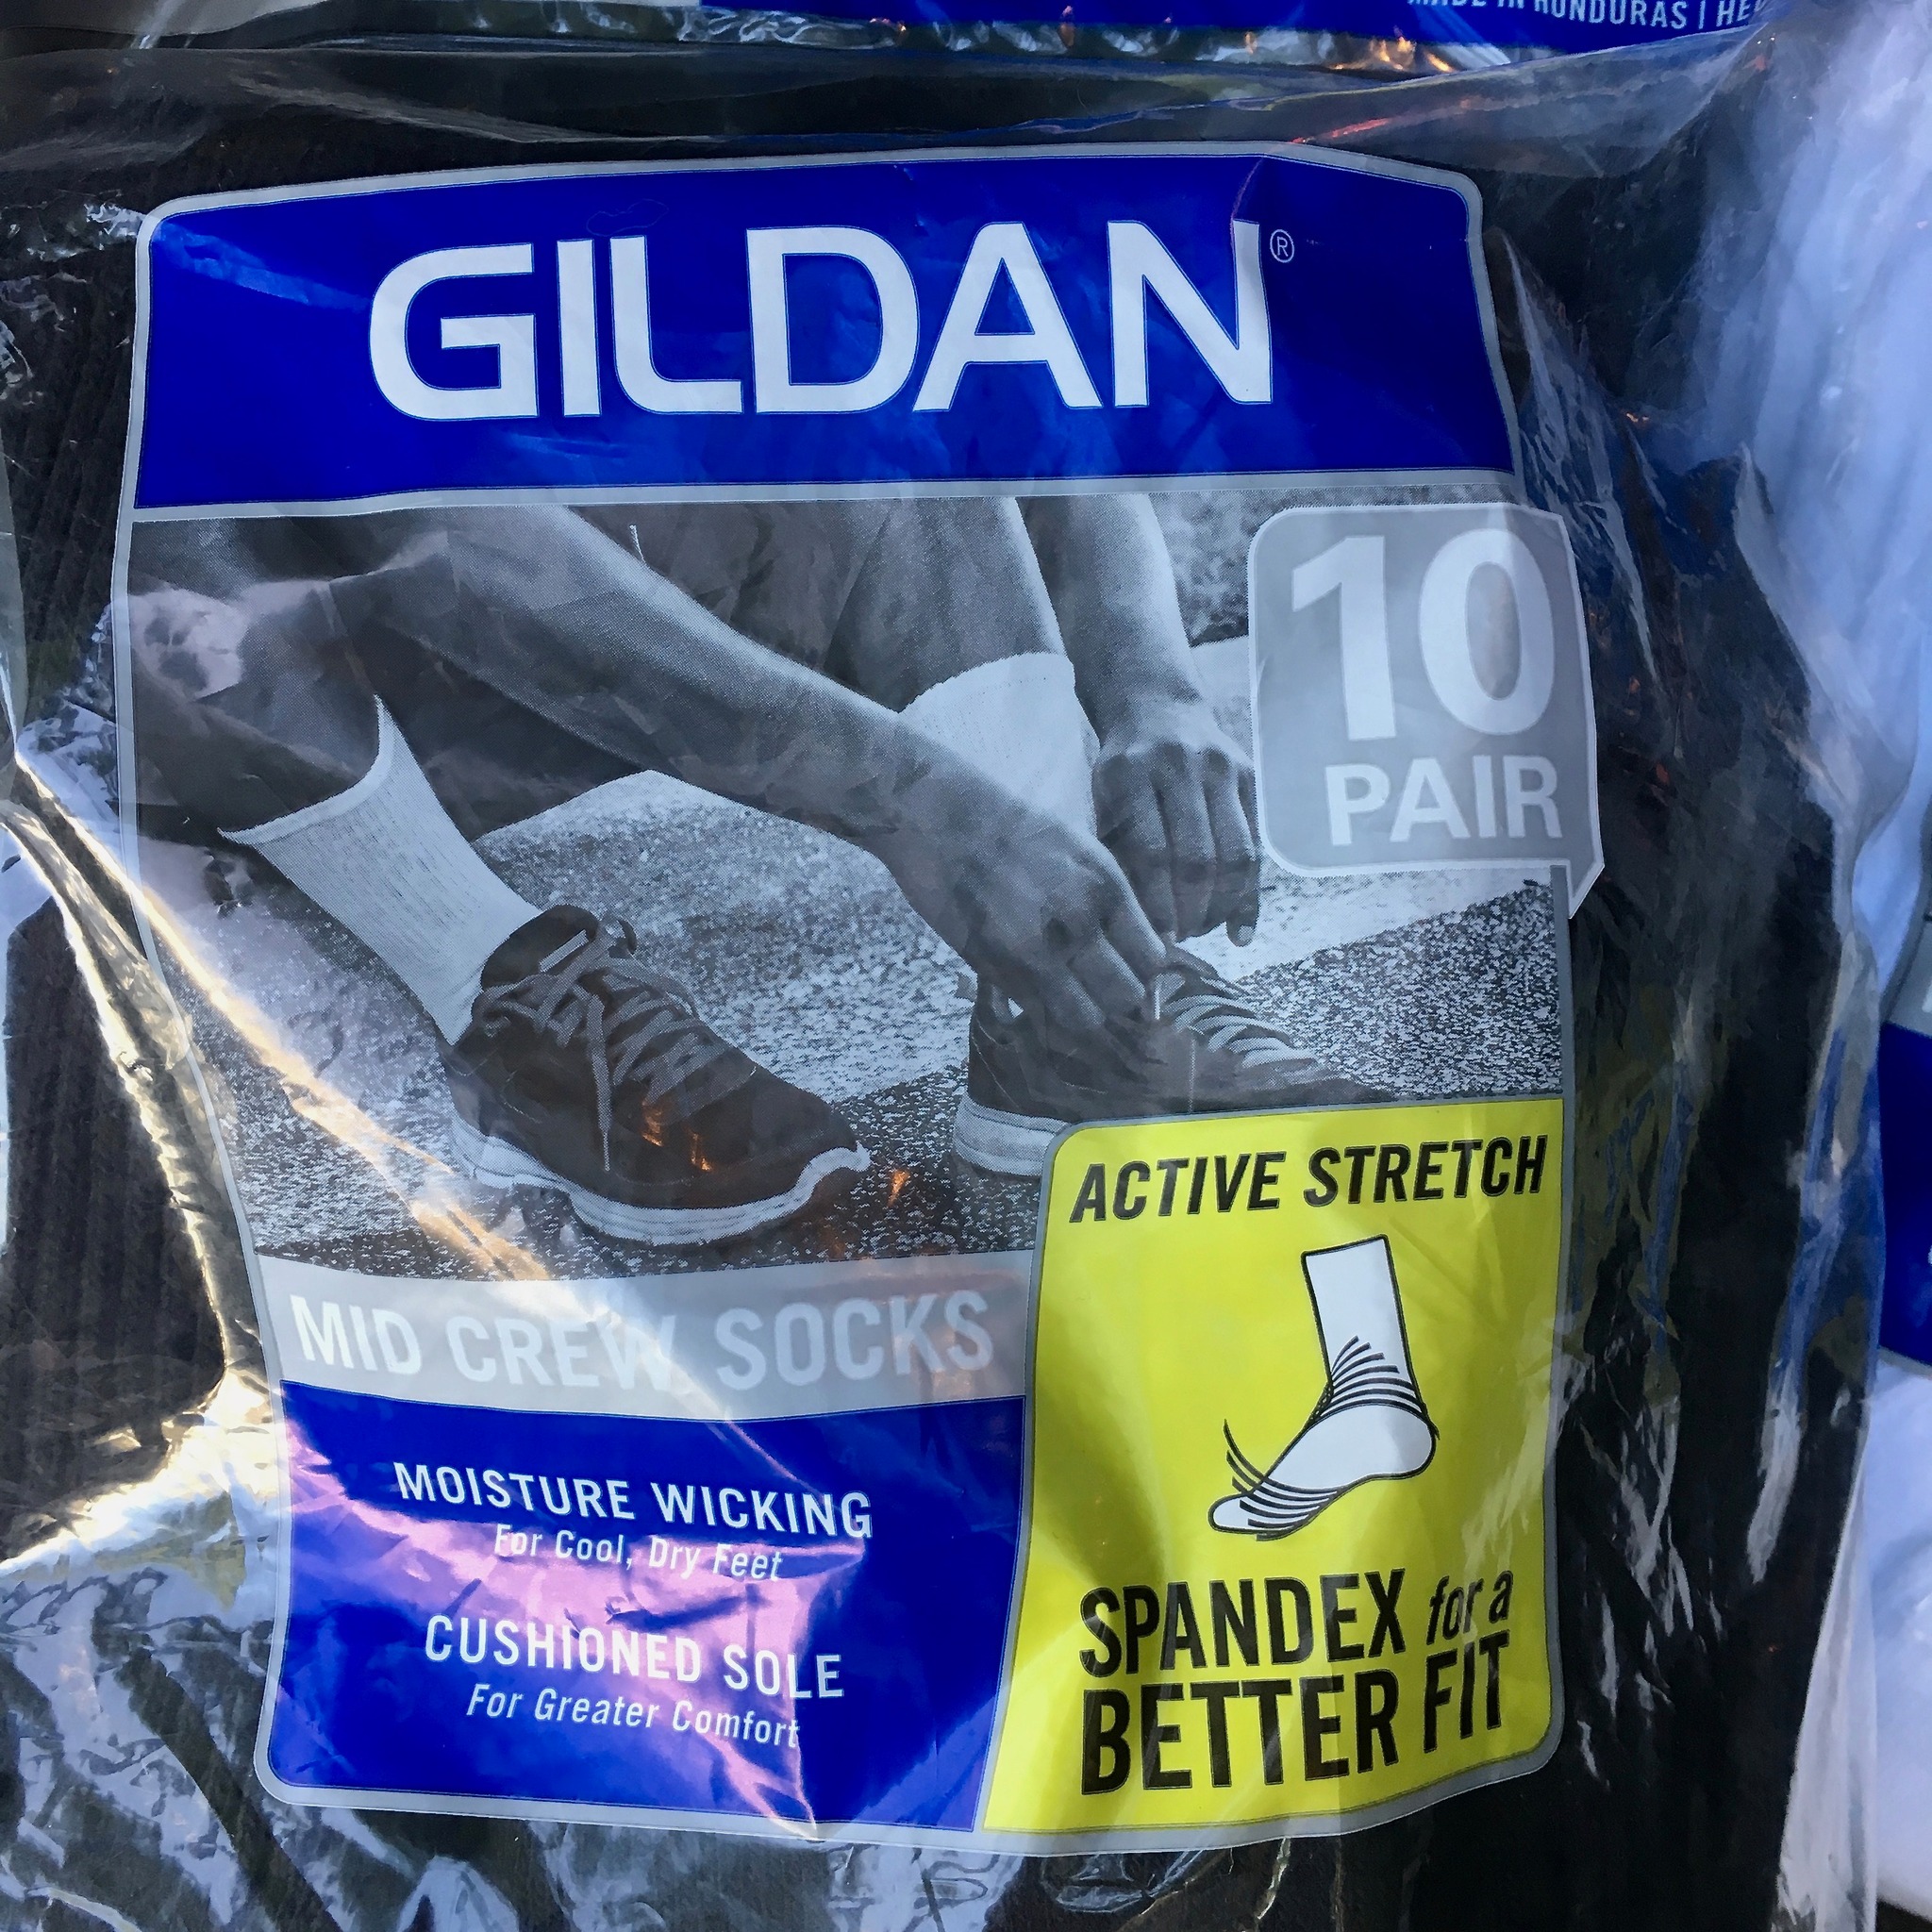 MADE IN HONDURAS |
GILDAN®
10
PAIR
ACTIVE STRETCH
MID CREW SOCKS
MOISTURE WICKING
For Cool, Dry Feet
CUSHIONED SOLE
For Greater Comfort
SPANDEX for a
BETTER FIT